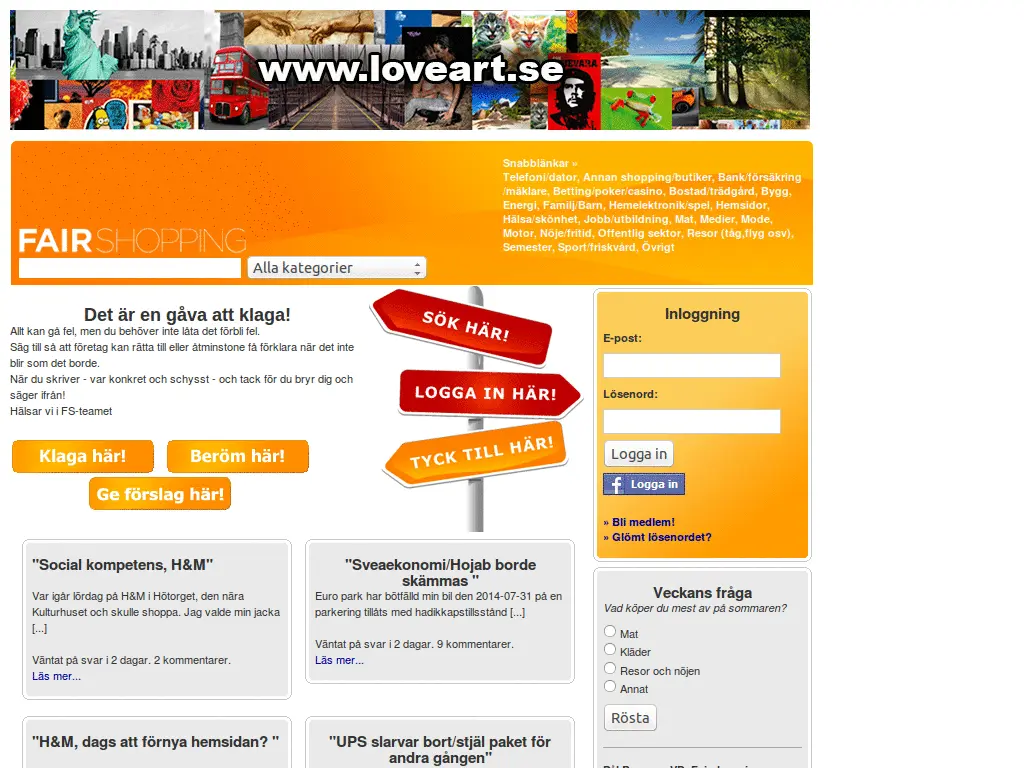 www.loveart.se
Snabblänkar »
Telefoni/dator, Annan shopping/butiker, Bank/försäkring
/mäklare, Betting/poker/casino, Bostad/trädgård, Bygg,
Energi, Familj/Barn, Hemelektronik/spel, Hemsidor,
Hälsa/skönhet, Jobb/utbildning, Mat, Medier, Mode,
Motor, Nöje/fritid, Offentlig sektor, Resor (tåg,flyg osv),
Semester, Sport/friskvård, Övrigt
FAIRSHOPPING
Alla kategorier
Det är en gåva att klaga!
Allt kan gå fel, men du behöver inte låta det förbli fel.
Säg till så att företag kan rätta till eller åtminstone få förklara när det inte
blir som det borde.
När du skriver - var konkret och schysst - och tack för du bryr dig och
säger ifrån!
Hälsar vi i FS-teamet
Klaga här!
Beröm här!
Ge förslag här!
SÖK HÄR!
LOGGA IN HÄR!
TYCK TILL HÄR!
Inloggning
E-post:
Lösenord:
Logga in
Logga in
» Bli medlem!
» Glömt lösenordet?
"Social kompetens, H&M"
Var igår lördag på H&M i Hötorget, den nära
Kulturhuset och skulle shoppa. Jag valde min jacka
[...]
Väntat på svar i 2 dagar. 2 kommentarer.
Läs mer...
"Sveaekonomi/Hojab borde
skämmas "
Euro park har bötfälld min bil den 2014-07-31 på en
parkering tillåts med hadikkapstillsstånd [...]
Väntat på svar i 2 dagar. 9 kommentarer.
Läs mer...
Veckans fråga
Vad köper du mest av på sommaren?
Mat
Kläder
Resor och nöjen
Annat
Rösta
"H&M, dags att förnya hemsidan? "
"UPS slarvar bort/stjäl paket för
andra gången"